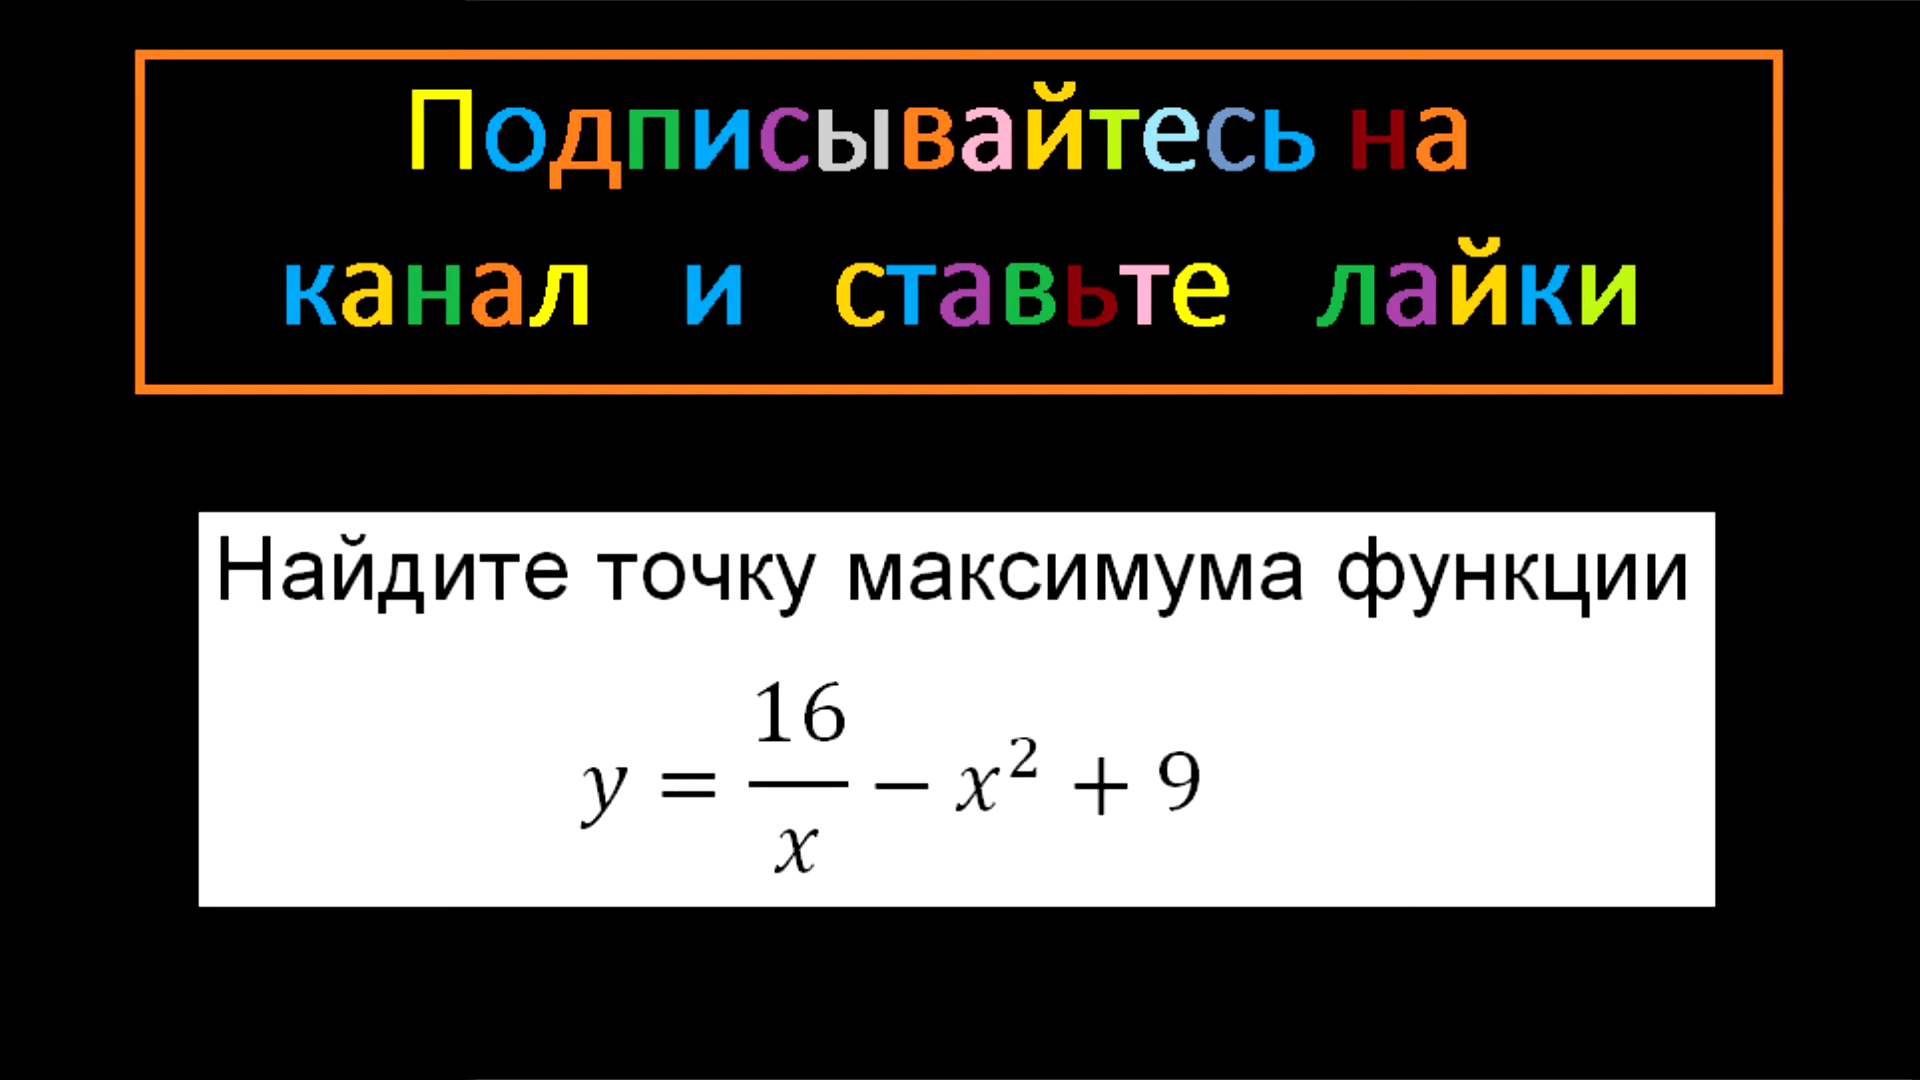 Подписывайтесь на
канал и ставьте лайки
Найдите точку максимума функции
y = 16/x − x² + 9